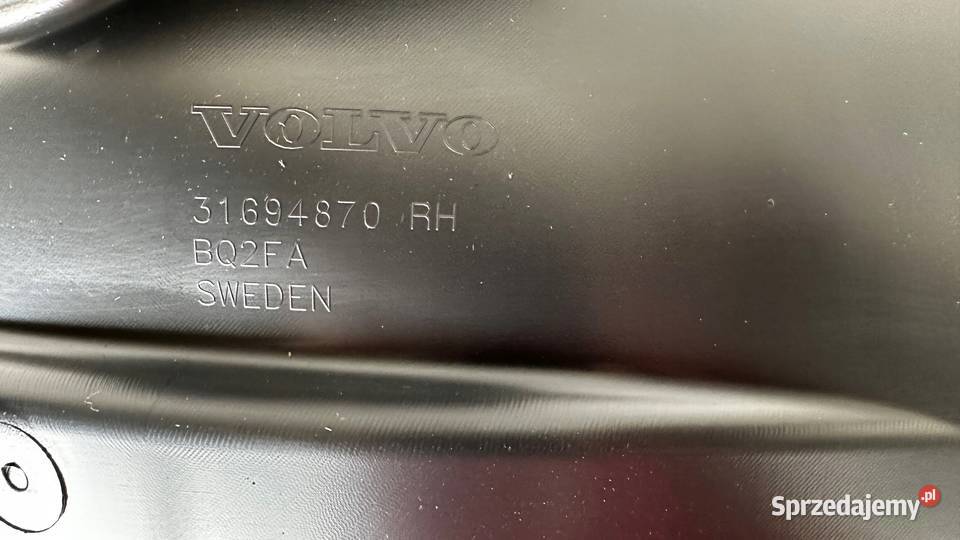 VOLVO
31694870 RH
BQ2FA
SWEDEN
Sprzedajemy.pl